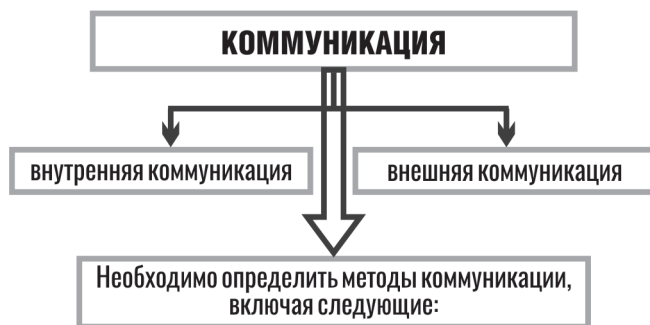 КОММУНИКАЦИЯ
внутренняя коммуникация
внешняя коммуникация
Необходимо определить методы коммуникации,
включая следующие: